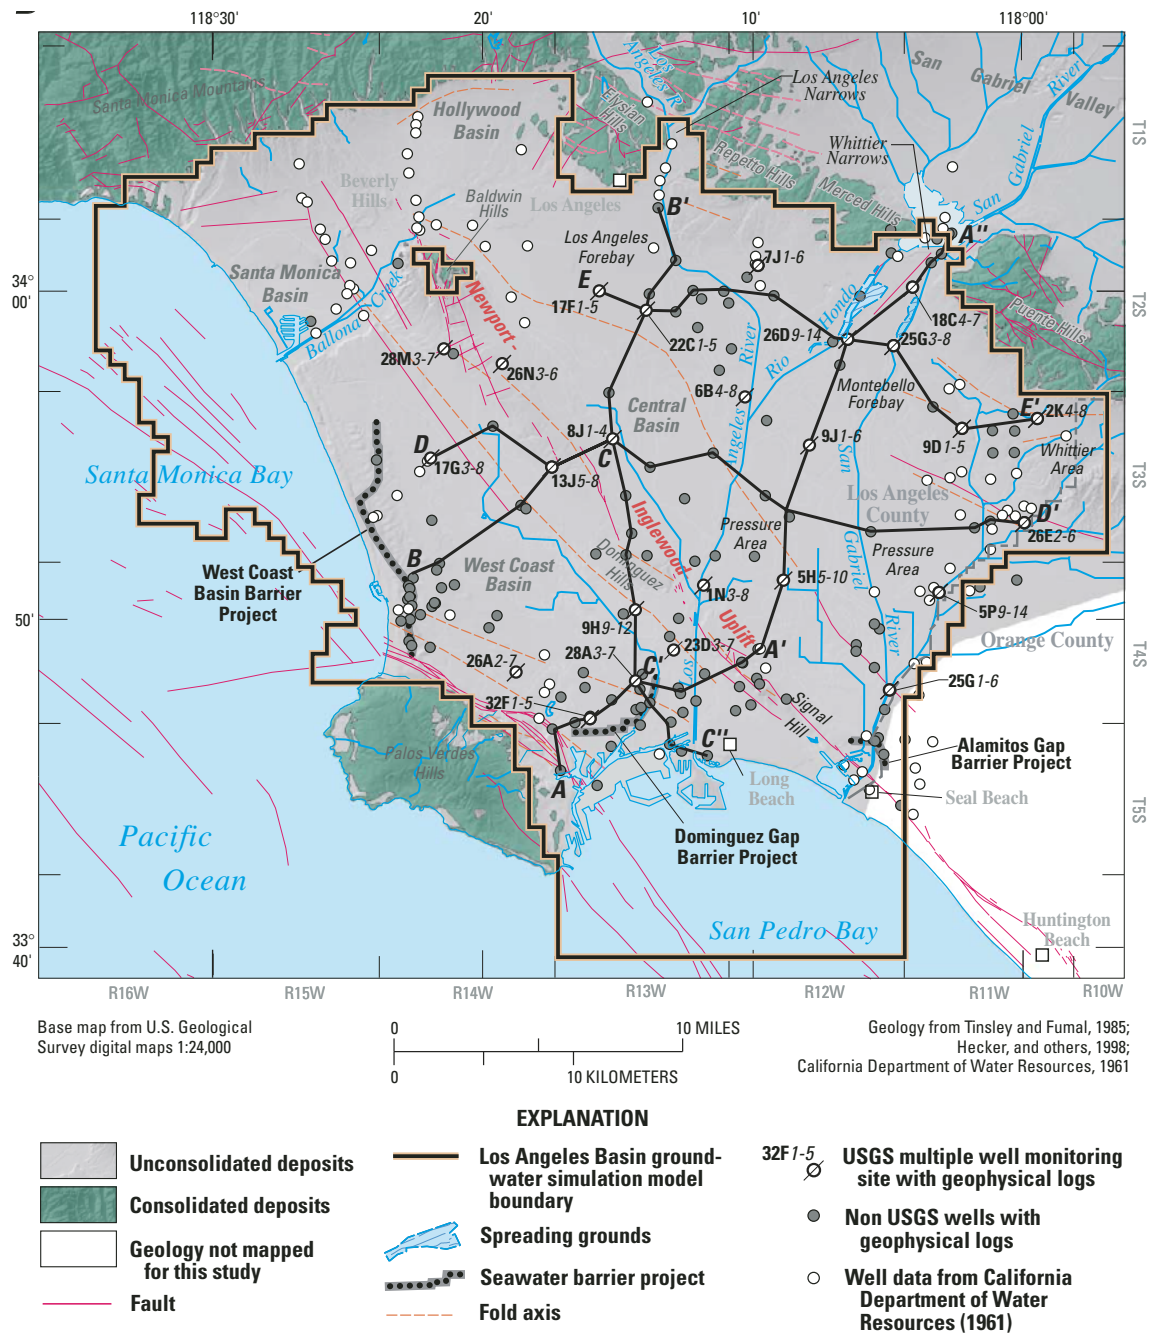 118°30'
20'
10'
118°00'
Los
Angeles R.
Los Angeles
Narrows
San
Gabriel
Valley
River
Santa Monica Mountains
Hollywood
Basin
Elysian
Hills
Repetto Hills
Whittier
Narrows
Merced Hills
San
Gabriel
T1S
Beverly
Hills
Baldwin
Hills
Los Angeles
B'
A''
Los Angeles
Forebay
7J1-6
Santa Monica
Basin
34°
00'
E
17F1-5
Newport -
Hondo
18C4-7
Puente Hills
T2S
Ballona Creek
28M3-7
26N3-6
22C1-5
River
26D9-14
25G3-8
Rio
6B4-8
Montebello
Forebay
E'
2K4-8
Central
Basin
8J1-4
C
Angeles
9J1-6
9D1-5
Whittier
Area
D
17G3-8
13J5-8
San
Santa Monica Bay
T3S
Los Angeles
County
D'
26E2-6
Inglewood
Pressure
Area
Pressure
Area
B
West Coast
Basin
Dominguez
Hills
Gabriel
West Coast
Basin Barrier
Project
5H5-10
1N3-8
5P9-14
50'
9H9-12
Uplift
River
Orange County
23D3-7
A'
T4S
26A2-7
28A3-7
C'
Los
25G1-6
32F1-5
Signal
Hill
Palos Verdes
Hills
C''
Alamitos Gap
Barrier Project
A
Long
Beach
Seal Beach
T5S
Pacific
Ocean
Dominguez Gap
Barrier Project
San Pedro Bay
Huntington
Beach
33°
40'
R16W
R15W
R14W
R13W
R12W
R11W
R10W
Base map from U.S. Geological
Survey digital maps 1:24,000
0
10 MILES
0
10 KILOMETERS
Geology from Tinsley and Fumal, 1985;
Hecker, and others, 1998;
California Department of Water Resources, 1961
EXPLANATION
Unconsolidated deposits
Consolidated deposits
Geology not mapped
for this study
Fault
Los Angeles Basin ground-
water simulation model
boundary
Spreading grounds
Seawater barrier project
Fold axis
32F1-5
USGS multiple well monitoring
site with geophysical logs
Non USGS wells with
geophysical logs
Well data from California
Department of Water
Resources (1961)